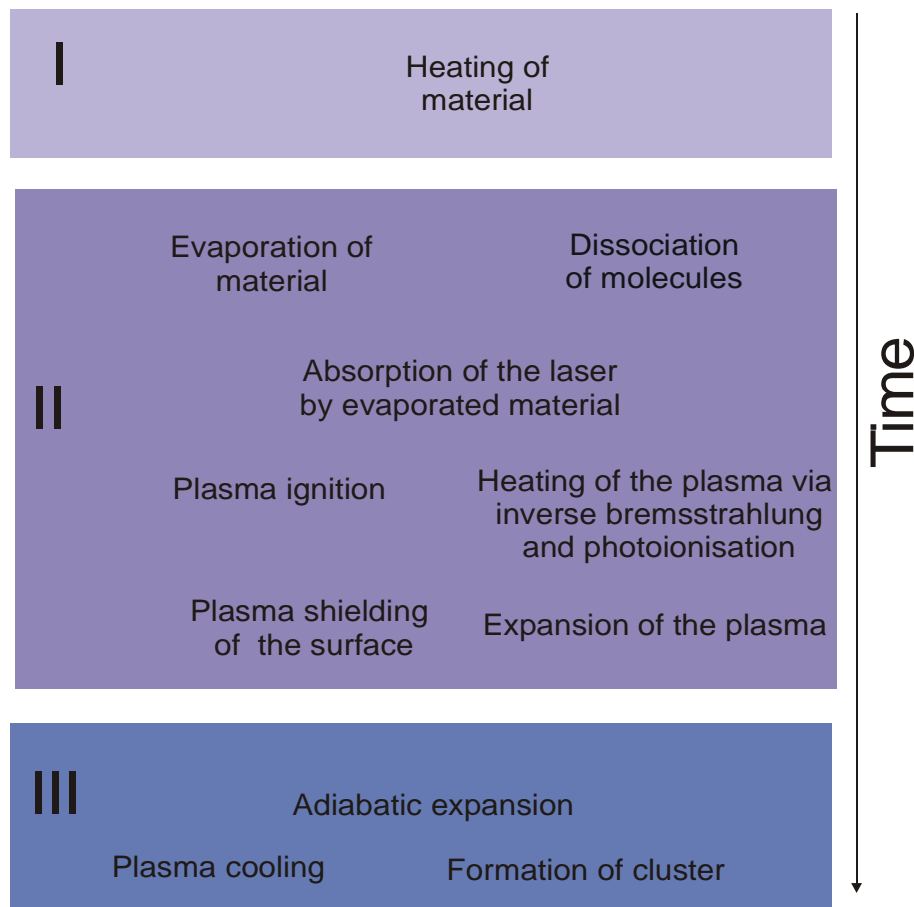 I
Heating of
material
Evaporation of
material
Dissociation
of molecules
Absorption of the laser
by evaporated material
II
Plasma ignition
Heating of the plasma via
inverse bremsstrahlung
and photoionisation
Plasma shielding
of the surface
Expansion of the plasma
III
Adiabatic expansion
Plasma cooling
Formation of cluster
Time